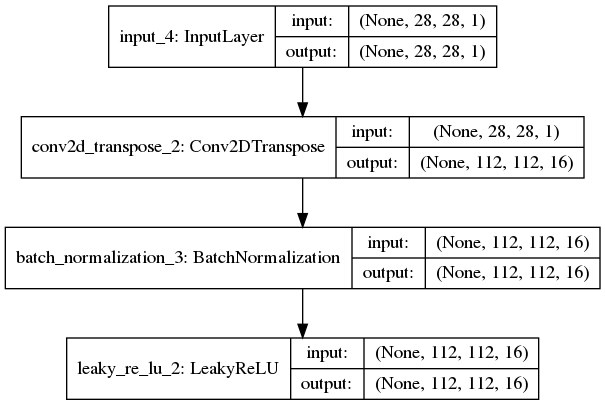 input_4: InputLayer
input: (None, 28, 28, 1)
output: (None, 28, 28, 1)
conv2d_transpose_2: Conv2DTranspose
input: (None, 28, 28, 1)
output: (None, 112, 112, 16)
batch_normalization_3: BatchNormalization
input: (None, 112, 112, 16)
output: (None, 112, 112, 16)
leaky_re_lu_2: LeakyReLU
input: (None, 112, 112, 16)
output: (None, 112, 112, 16)